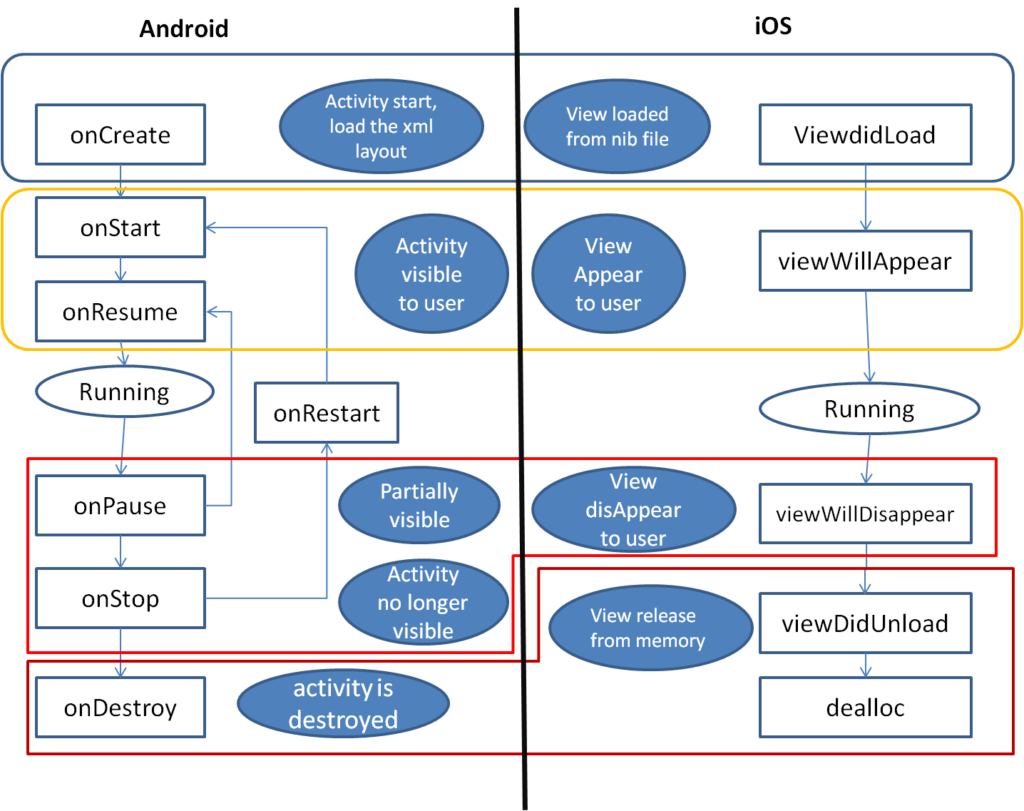 Android
iOS
onCreate
Activity start,
load the xml
layout
View loaded
from nib file
ViewdidLoad
onStart
Activity
visible
to user
View
Appear
to user
viewWillAppear
onResume
Running
onRestart
Running
onPause
Partially
visible
View
disAppear
to user
viewWillDisappear
onStop
Activity
no longer
visible
View release
from memory
viewDidUnload
onDestroy
activity is
destroyed
dealloc